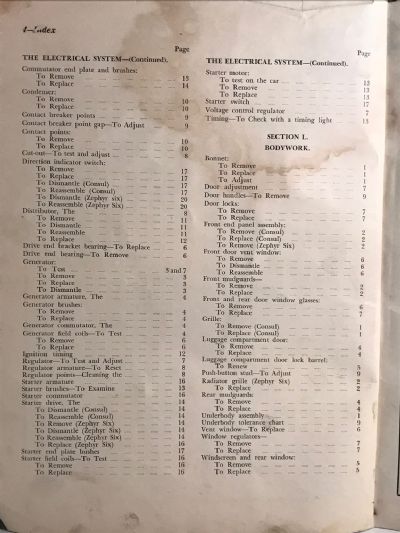 4—Index
Page
THE ELECTRICAL SYSTEM—(Continued).
Commutator end plate and brushes:
To Remove 13
To Replace 14
Condenser:
To Remove 10
To Replace 10
Contact breaker points 9
Contact breaker point gap—To Adjust 9
Contact points:
To Remove 10
To Replace 10
Cut-out—To test and adjust 8
Direction indicator switch:
To Remove 17
To Replace 17
To Dismantle (Consul) 17
To Reassemble (Consul) 17
To Dismantle (Zephyr six) 20
To Reassemble (Zephyr Six) 20
Distributor, The 8
To Remove 11
To Dismantle 11
To Reassemble 11
To Replace 12
Drive end bracket bearing—To Replace 6
Drive end bearing—To Remove 6
Generator:
To Test 5 and 7
To Remove 3
To Replace 3
To Dismantle 3
Generator armature, The 4
Generator brushes:
To Remove 4
To Replace 4
Generator commutator, The 4
Generator field coils—To Test 4
To Remove 6
To Replace 6
Ignition timing 12
Regulator—To Test and Adjust 7
Regulator armature—To Reset 8
Regulator points—Cleaning the 8
Starter armature 16
Starter brushes—To Examine 13
Starter commutator 16
Starter drive, The 14
To Dismantle (Consul) 14
To Reassemble (Consul) 14
To Remove (Zephyr Six) 14
To Dismantle (Zephyr Six) 14
To Reassemble (Zephyr Six) 14
To Replace (Zephyr Six) 16
Starter end plate bushes 17
Starter field coils—To Test 16
To Remove 16
To Replace 16
Page
THE ELECTRICAL SYSTEM—(Continued).
Starter motor:
To test on the car 13
To Remove 13
To Replace 13
Starter switch 17
Voltage control regulator 7
Timing—To Check with a timing light 13
SECTION L.
BODYWORK.
Bonnet:
To Remove 1
To Replace 1
To Adjust 1
Door adjustment 7
Door handles—To Remove 9
Door locks:
To Remove 7
To Replace 7
Front end panel assembly:
To Remove (Consul) 2
To Replace (Consul) 2
To Remove (Zephyr Six) 2
Front door vent window:
To Remove 6
To Dismantle 6
To Reassemble 6
Front mudguards—
To Remove 2
To Replace 2
Front and rear door window glasses:
To Remove 6
To Replace 7
Grille:
To Remove (Consul) 1
To Replace (Consul) 1
Luggage compartment door:
To Remove 4
To Replace 4
Luggage compartment door lock barrel:
To Renew 5
Push-button stud—To Adjust 9
Radiator grille (Zephyr Six) 2
To Replace 2
Rear mudguards:
To Remove 4
To Replace 4
Underbody assembly 1
Underbody tolerance chart 9
Vent window—To Replace 6
Window regulators—
To Remove 7
To Replace 7
Windscreen and rear window:
To Remove 5
To Replace 5